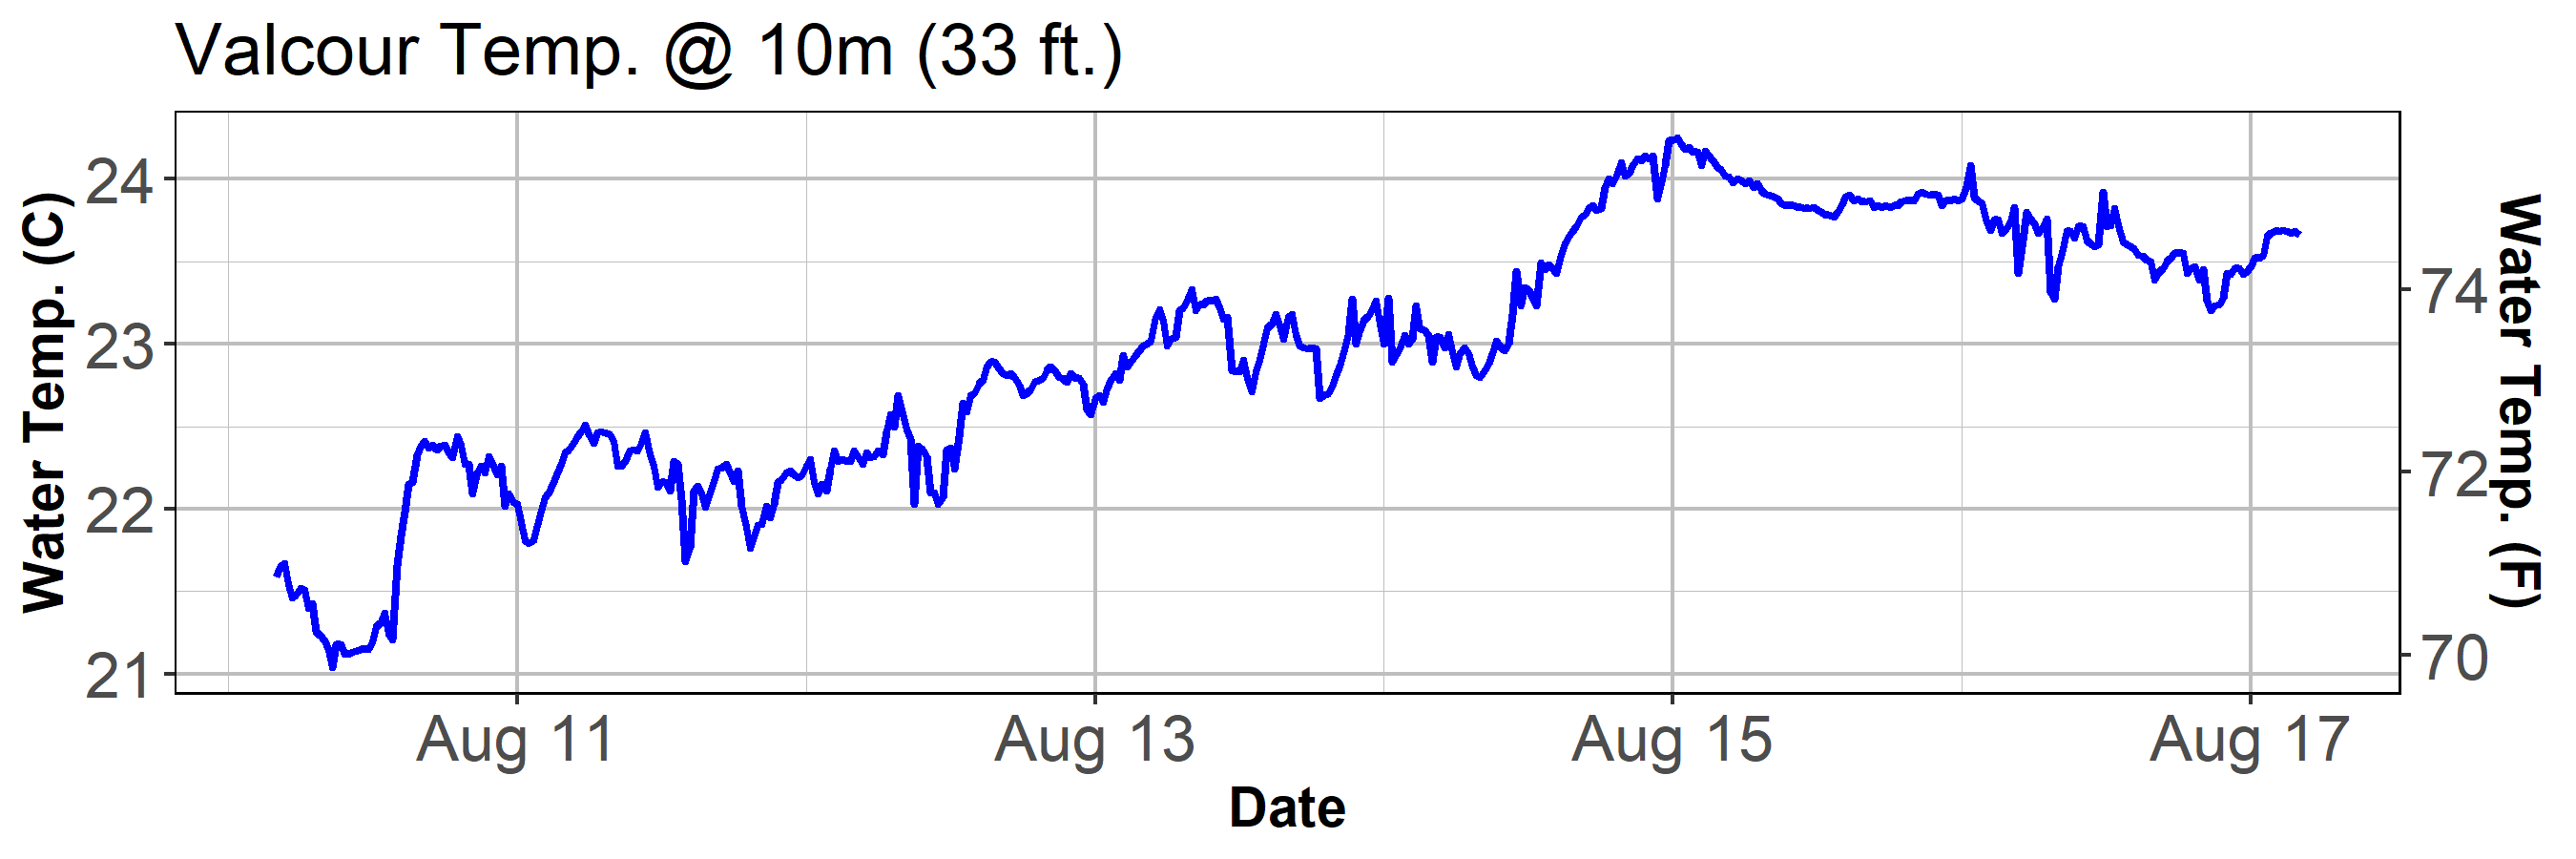 Valcour Temp. @ 10m (33 ft.)
Water Temp. (C)
24
23
22
21
74
72
70
Water Temp. (F)
Aug 11
Aug 13
Aug 15
Aug 17
Date